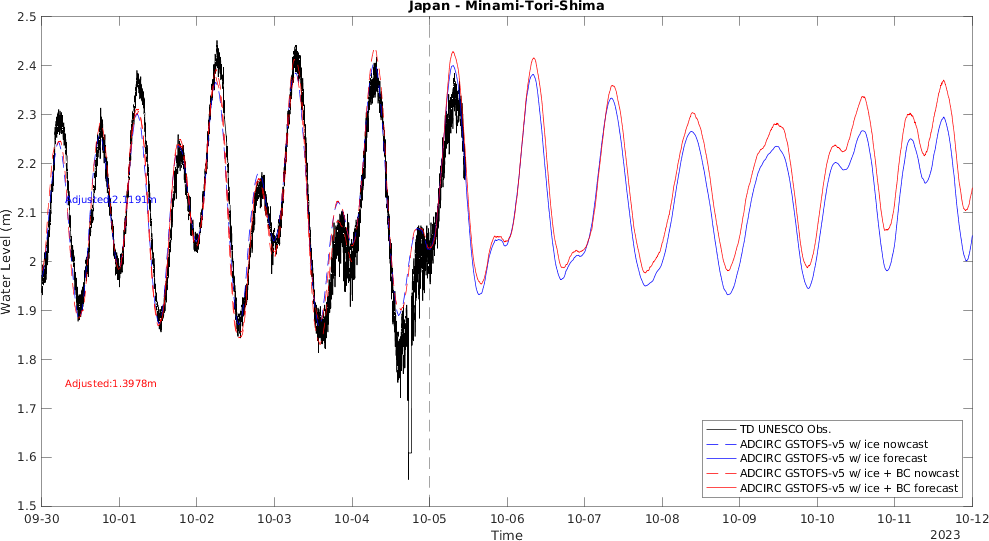 Japan - Minami-Tori-Shima
Water Level (m)
2.5
2.4
2.3
2.2
2.1
2
1.9
1.8
1.7
1.6
1.5
Adjusted:2.1191m
Adjusted:1.3978m
TD UNESCO Obs.
ADCIRC GSTOFS-v5 w/ ice nowcast
ADCIRC GSTOFS-v5 w/ ice forecast
ADCIRC GSTOFS-v5 w/ ice + BC nowcast
ADCIRC GSTOFS-v5 w/ ice + BC forecast
09-30 10-01 10-02 10-03 10-04 10-05 10-06 10-07 10-08 10-09 10-10 10-11 10-12
Time
2023